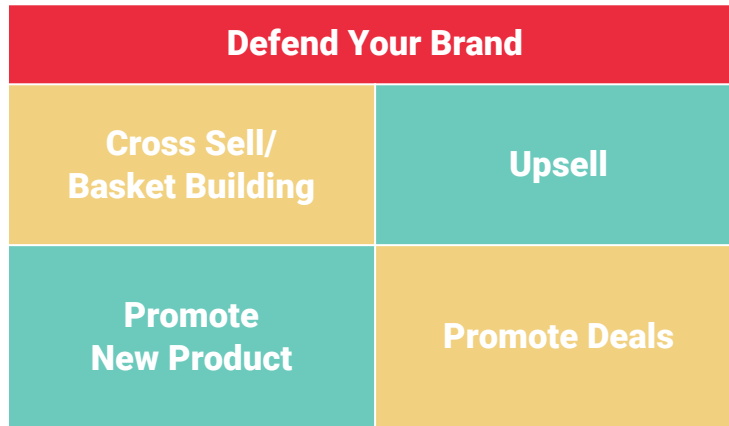 Defend Your Brand
Cross Sell/
Basket Building
Upsell
Promote
New Product
Promote Deals